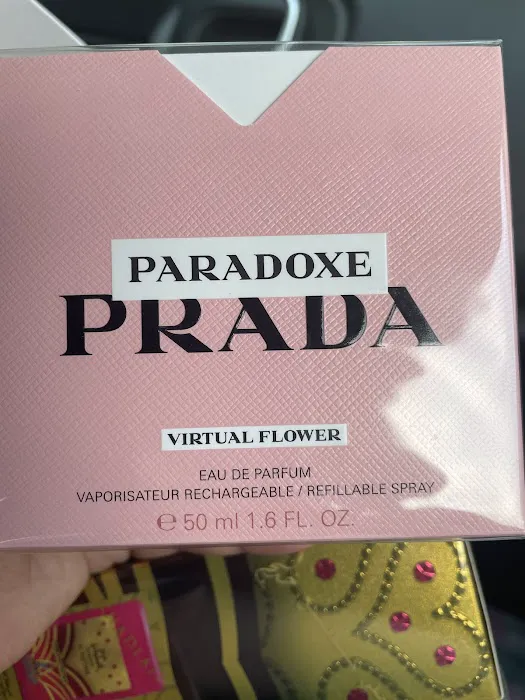 PARADOXE
PRADA
VIRTUAL FLOWER
EAU DE PARFUM
VAPORISATEUR RECHARGEABLE / REFILLABLE SPRAY
℮ 50 ml 1.6 FL. OZ.